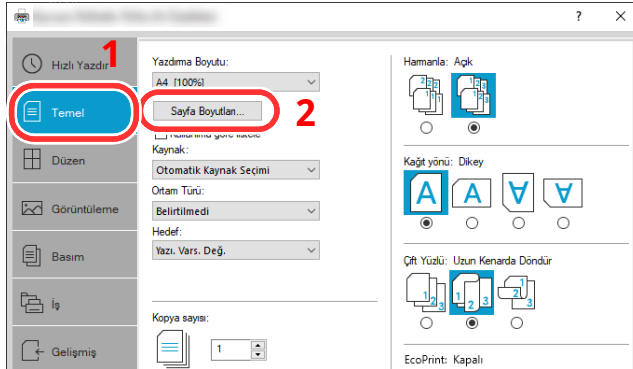 ?
1
Hızlı Yazdır
Temel
Düzen
Görüntüleme
Basım
İş
Gelişmiş
Yazdırma Boyutu:
A4 [100%]
Sayfa Boyutları...
2
Kullanıma göre listele
Kaynak:
Otomatik Kaynak Seçimi
Ortam Türü:
Belirtilmedi
Hedef:
Yazı. Vars. Değ.
Kopya sayısı:
1
Harmanla: Açık
Kağıt yönü: Dikey
A A A A
Çift Yüzlü: Uzun Kenarda Döndür
EcoPrint: Kapalı